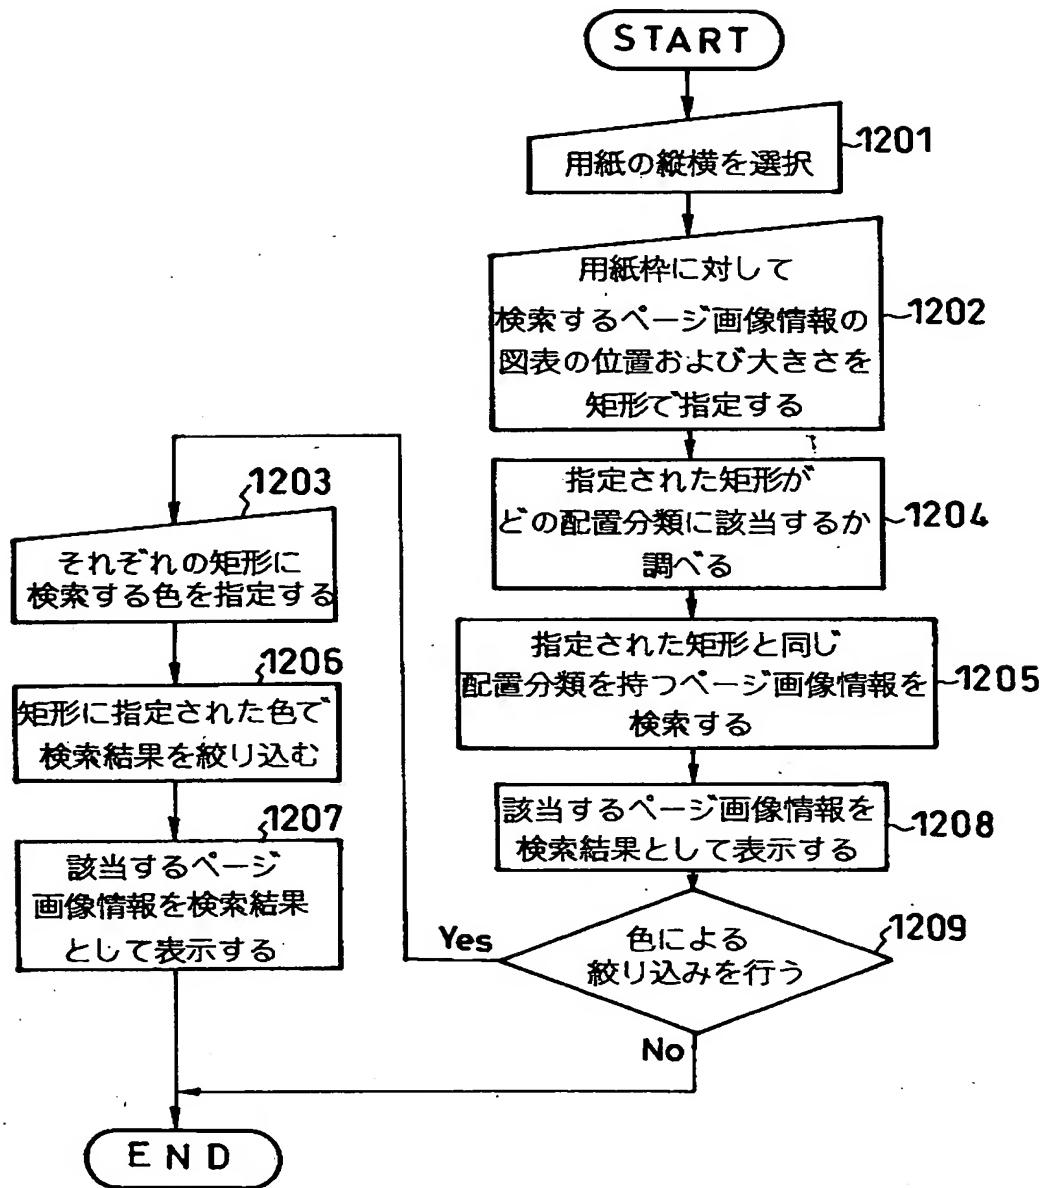 START
用紙の縦横を選択
1201
用紙枠に対して
検索するページ画像情報の
図表の位置および大きさを
矩形で指定する
1202
指定された矩形が
どの配置分類に該当するか
調べる
1204
指定された矩形と同じ
配置分類を持つページ画像情報を
検索する
1205
該当するページ画像情報を
検索結果として表示する
1208
色による
絞り込みを行う
1209
Yes
No
1203
それぞれの矩形に
検索する色を指定する
1206
矩形に指定された色で
検索結果を絞り込む
1207
該当するページ
画像情報を検索結果
として表示する
END